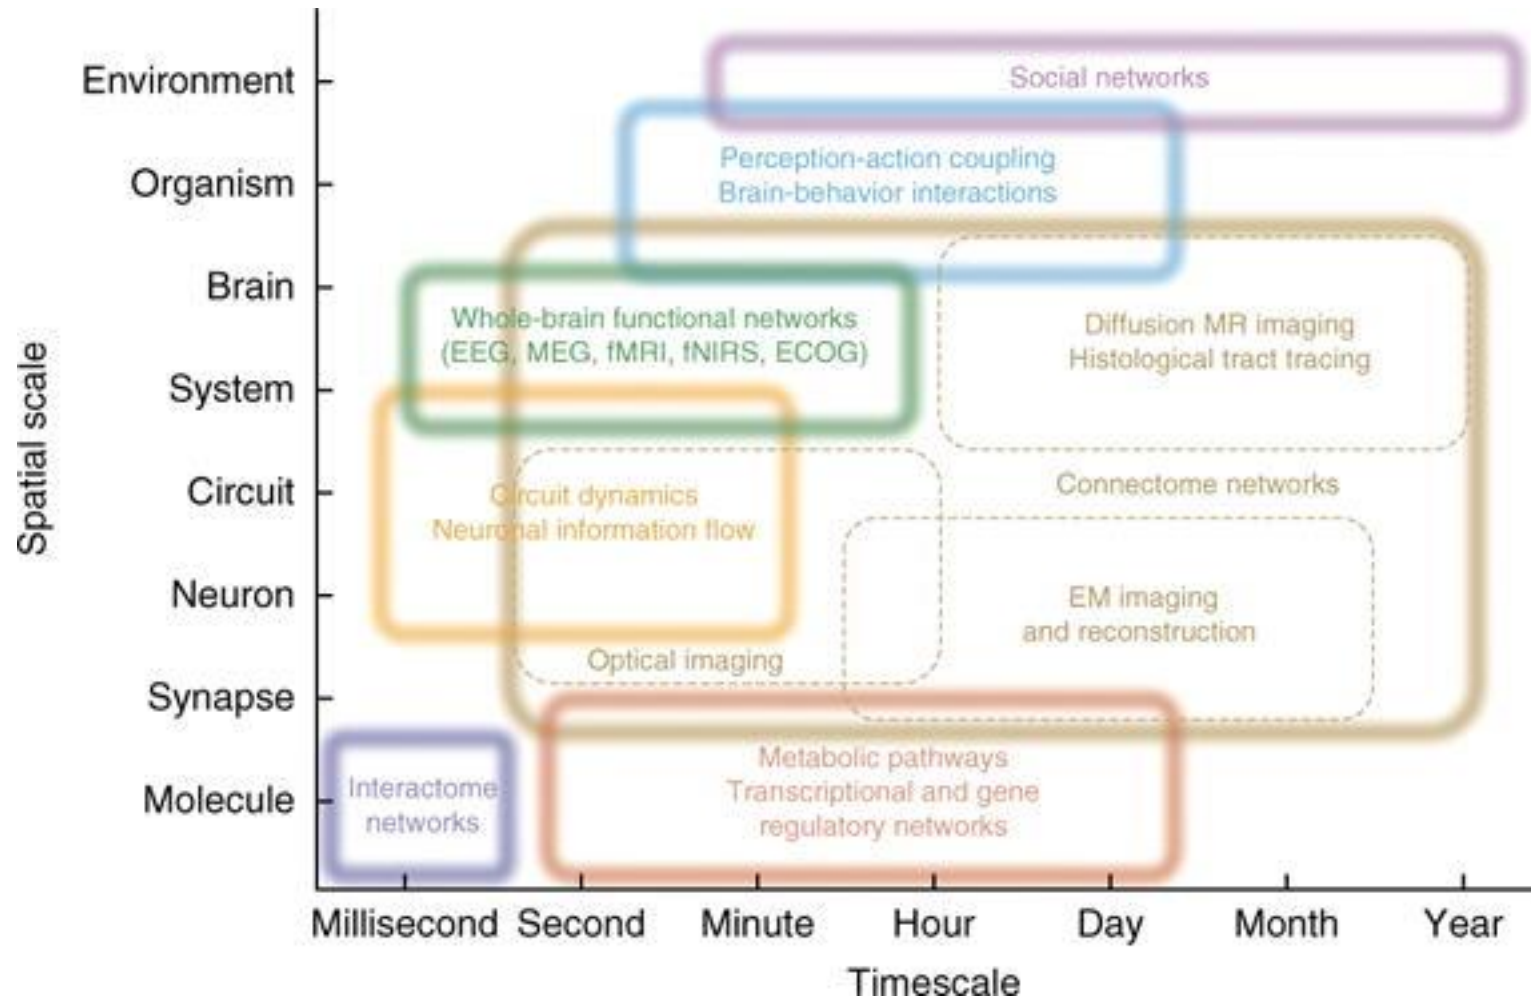 Environment
Social networks
Perception-action coupling
Organism
Brain-behavior interactions
Brain
Whole-brain functional networks
(EEG, MEG, fMRI, fNIRS, ECOG)
Diffusion MR imaging
Histological tract tracing
System
Spatial scale
Circuit
Circuit dynamics
Neuronal information flow
Connectome networks
Neuron
EM imaging
and reconstruction
Optical imaging
Synapse
Metabolic pathways
Transcriptional and gene
regulatory networks
Molecule
Interactome
networks
Millisecond Second Minute Hour Day Month Year
Timescale